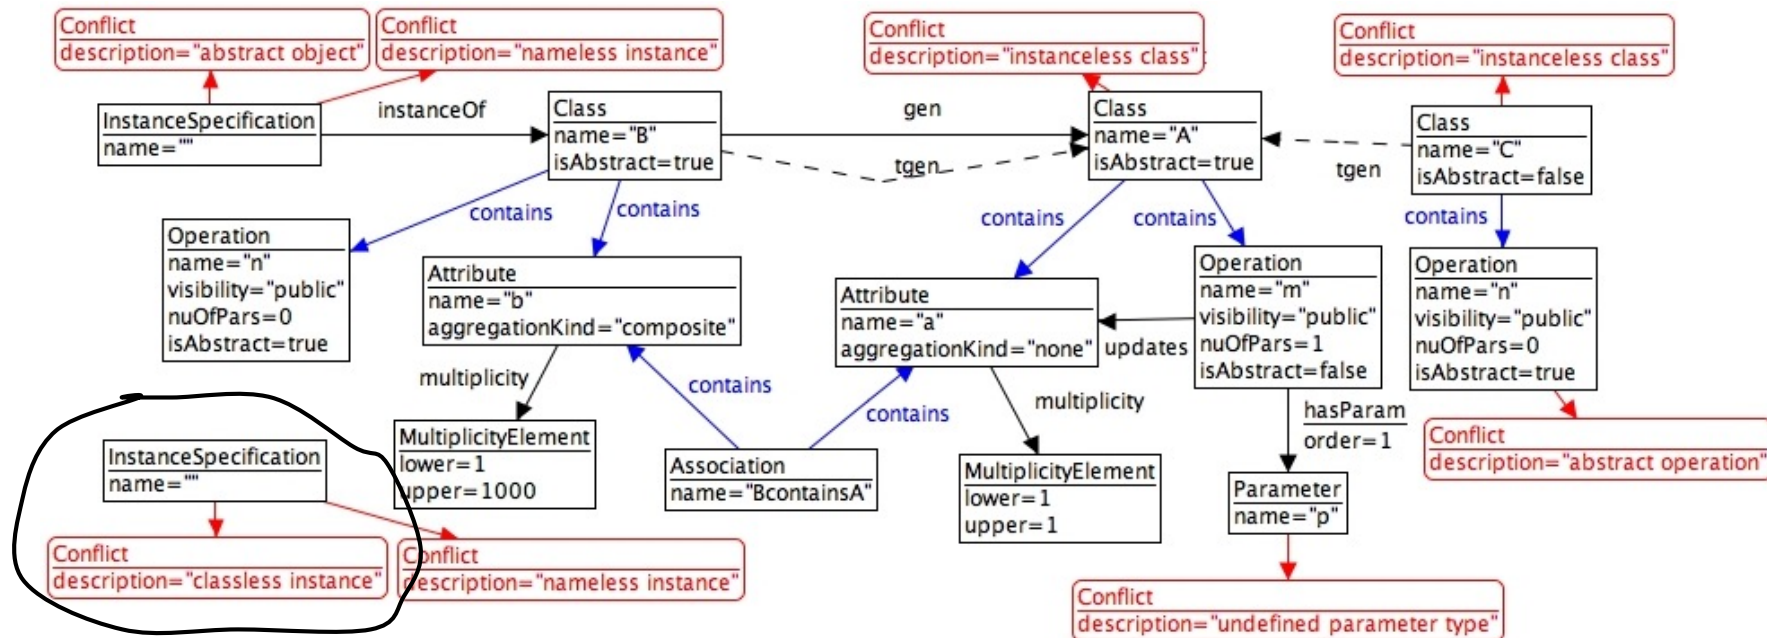 Conflict
description="abstract object"
Conflict
description="nameless instance"
Conflict
description="instanceless class"
Conflict
description="instanceless class"
InstanceSpecification
name=""
instanceOf
Class
name="B"
isAbstract=true
gen
tgen
Class
name="A"
isAbstract=true
tgen
Class
name="C"
isAbstract=false
contains
contains
contains
contains
contains
Operation
name="n"
visibility="public"
nuOfPars=0
isAbstract=true
Attribute
name="b"
aggregationKind="composite"
Attribute
name="a"
aggregationKind="none"
updates
Operation
name="m"
visibility="public"
nuOfPars=1
isAbstract=false
Operation
name="n"
visibility="public"
nuOfPars=0
isAbstract=true
multiplicity
contains
contains
multiplicity
hasParam
order=1
Conflict
description="abstract operation"
InstanceSpecification
name=""
MultiplicityElement
lower=1
upper=1000
Association
name="BcontainsA"
MultiplicityElement
lower=1
upper=1
Parameter
name="p"
Conflict
description="classless instance"
Conflict
description="nameless instance"
Conflict
description="undefined parameter type"